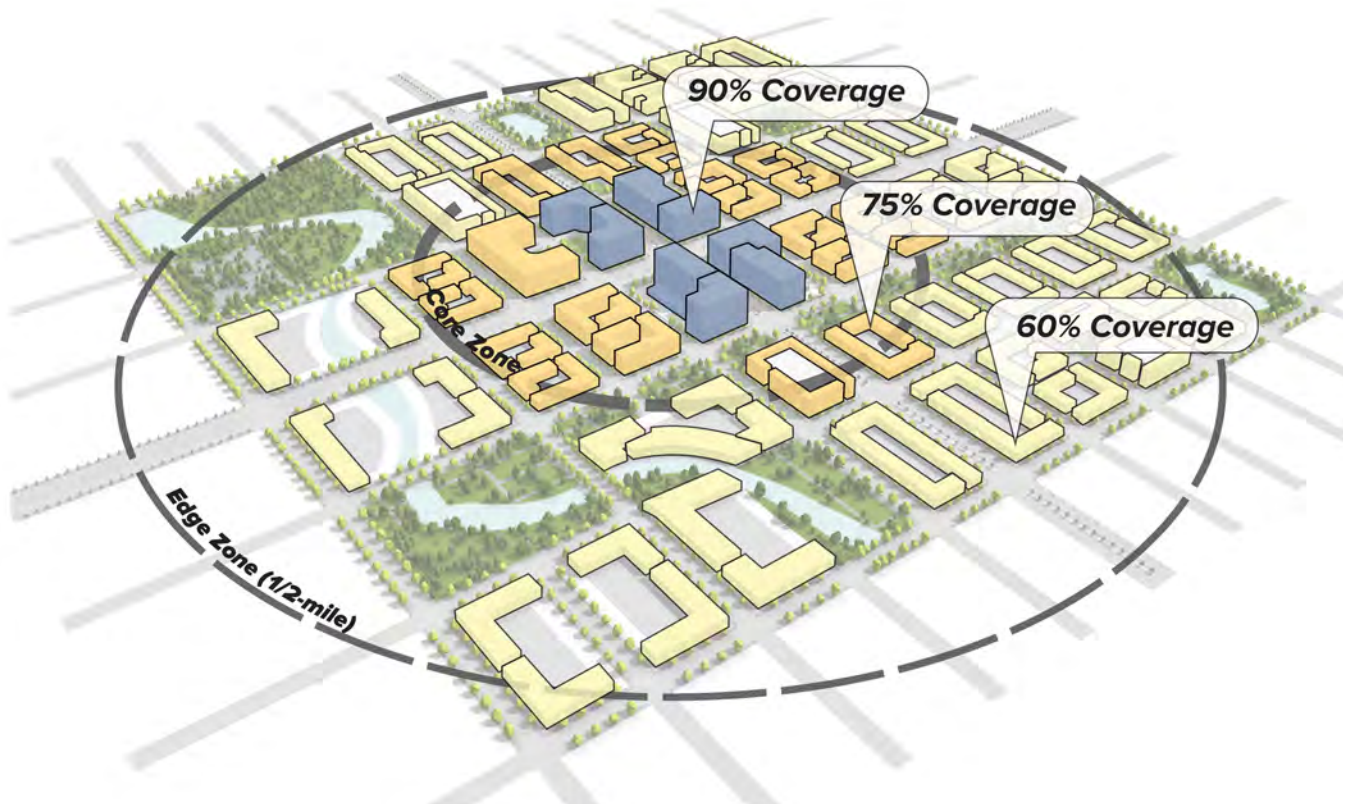 90% Coverage
75% Coverage
60% Coverage
Core Zone
Edge Zone (1/2-mile)